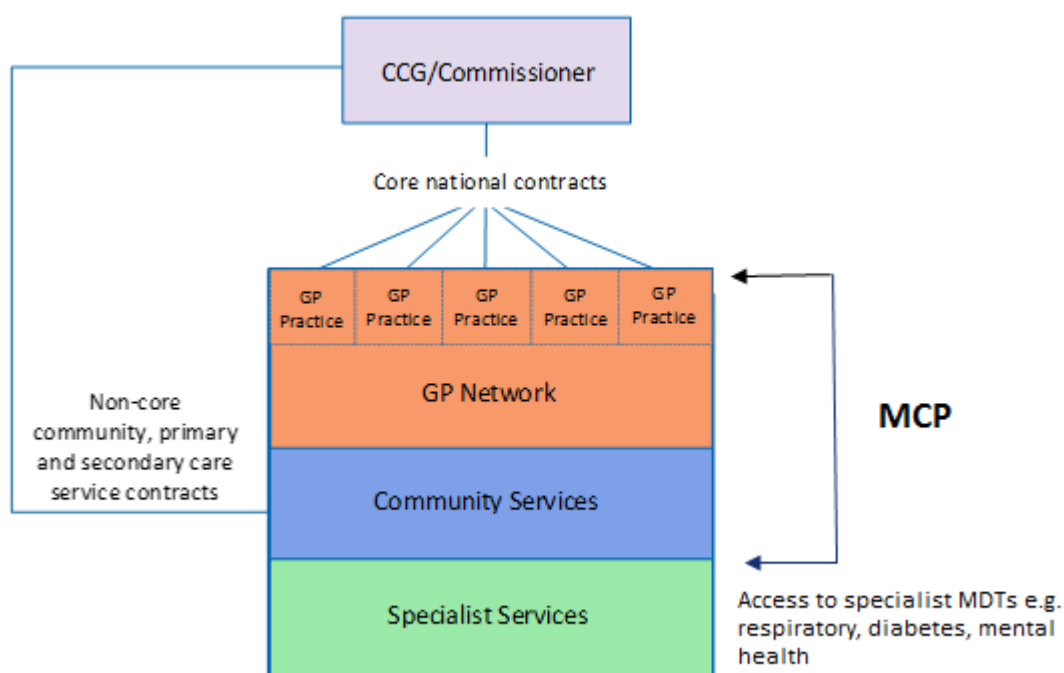 CCG/Commissioner
Core national contracts
GP
Practice
GP
Practice
GP
Practice
GP
Practice
GP
Practice
GP Network
Non-core
community, primary
and secondary care
service contracts
MCP
Community Services
Specialist Services
Access to specialist MDTs e.g.
respiratory, diabetes, mental
health